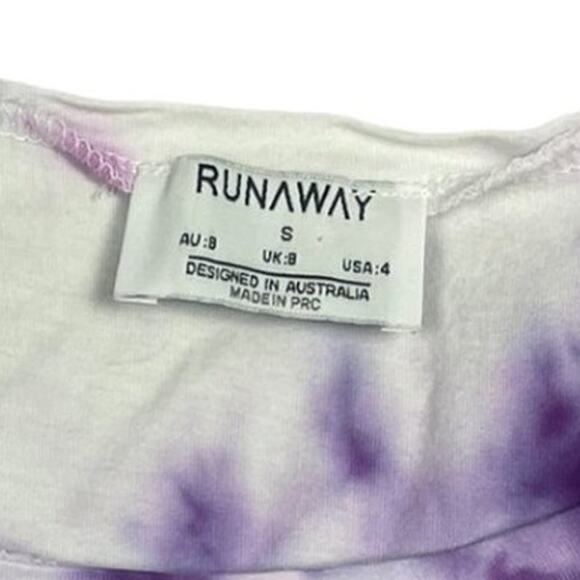 RUNAWAY
S
AU:8 UK:8 USA:4
DESIGNED IN AUSTRALIA
MADE IN PRC